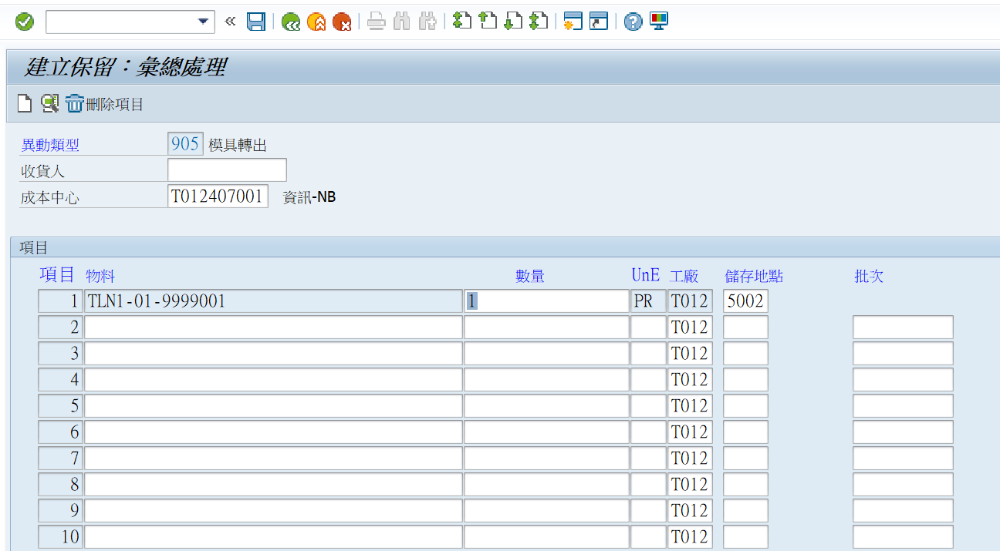 建立保留：彙總處理
刪除項目
異動類型 905 模具轉出
收貨人
成本中心 T012407001 資訊-NB
項目
項目 物料 數量 UnE 工廠 儲存地點 批次
1 TLN1-01-9999001 1 PR T012 5002
2 T012
3 T012
4 T012
5 T012
6 T012
7 T012
8 T012
9 T012
10 T012